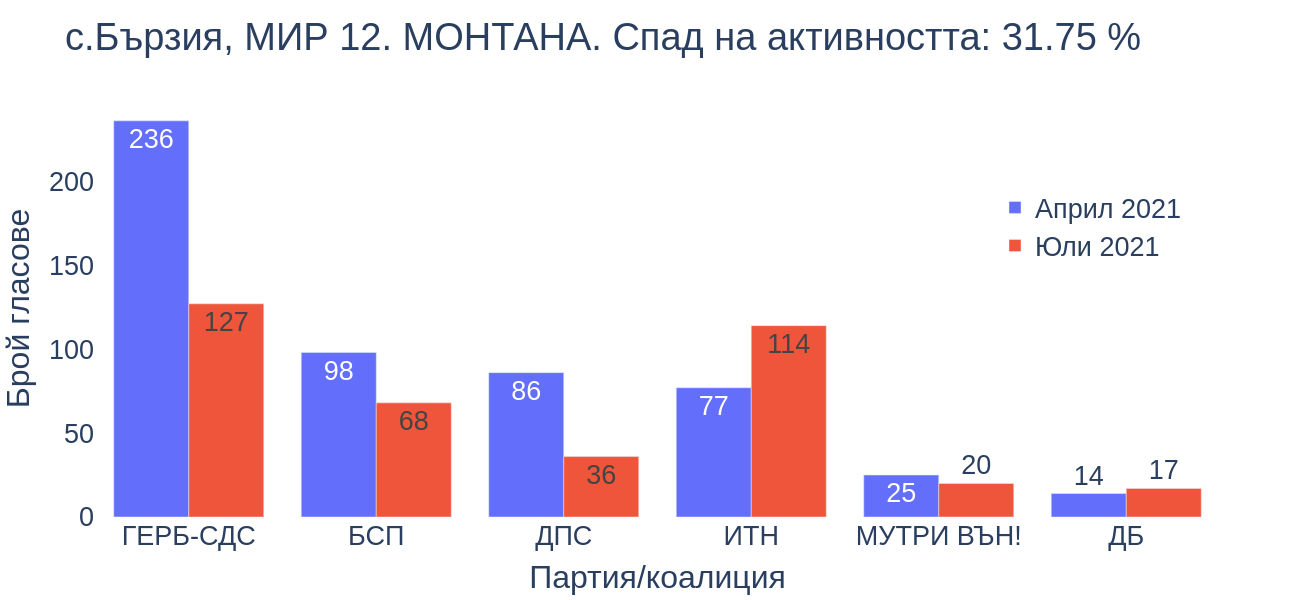 с.Бързия, МИР 12. МОНТАНА. Спад на активността: 31.75 %
Брой гласове
200
150
100
50
0
236
127
98
68
86
36
77
114
25
20
14
17
Април 2021
Юли 2021
ГЕРБ-СДС
БСП
ДПС
ИТН
МУТРИ ВЪН!
ДБ
Партия/коалиция